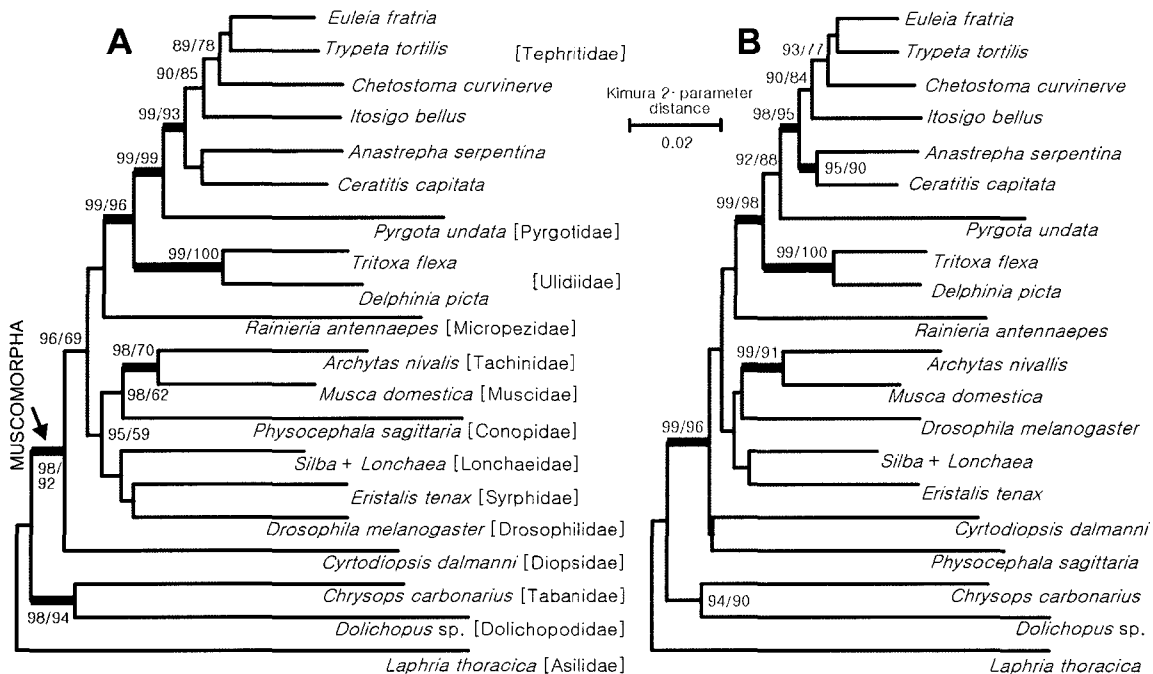 A
Euleia fratria
89/78
Trypeta tortilis
[Tephritidae]
90/85
Chetostoma curvinerve
99/93
Itosigo bellus
99/99
Anastrepha serpentina
Ceratitis capitata
99/96
Pyrgota undata [Pyrgotidae]
99/100
Tritoxa flexa
[Ulidiidae]
Delphinia picta
Rainieria antennaepes [Micropezidae]
96/69
98/70
Archytas nivalis [Tachinidae]
98/62
Musca domestica [Muscidae]
95/59
Physocephala sagittaria [Conopidae]
Silba + Lonchaea [Lonchaeidae]
MUSCOMORPHA
98/
92
Eristalis tenax [Syrphidae]
Drosophila melanogaster [Drosophilidae]
Cyrtodiopsis dalmanni [Diopsidae]
Chrysops carbonarius [Tabanidae]
98/94
Dolichopus sp. [Dolichopodidae]
Laphria thoracica [Asilidae]
Kimura 2-parameter
distance
0.02
B
Euleia fratria
93/77
Trypeta tortilis
90/84
Chetostoma curvinerve
98/95
Itosigo bellus
92/88
Anastrepha serpentina
95/90
Ceratitis capitata
99/98
Pyrgota undata
99/100
Tritoxa flexa
Delphinia picta
Rainieria antennaepes
99/91
Archytas nivallis
Musca domestica
Drosophila melanogaster
99/96
Silba + Lonchaea
Eristalis tenax
Cyrtodiopsis dalmanni
Physocephala sagittaria
Chrysops carbonarius
94/90
Dolichopus sp.
Laphria thoracica